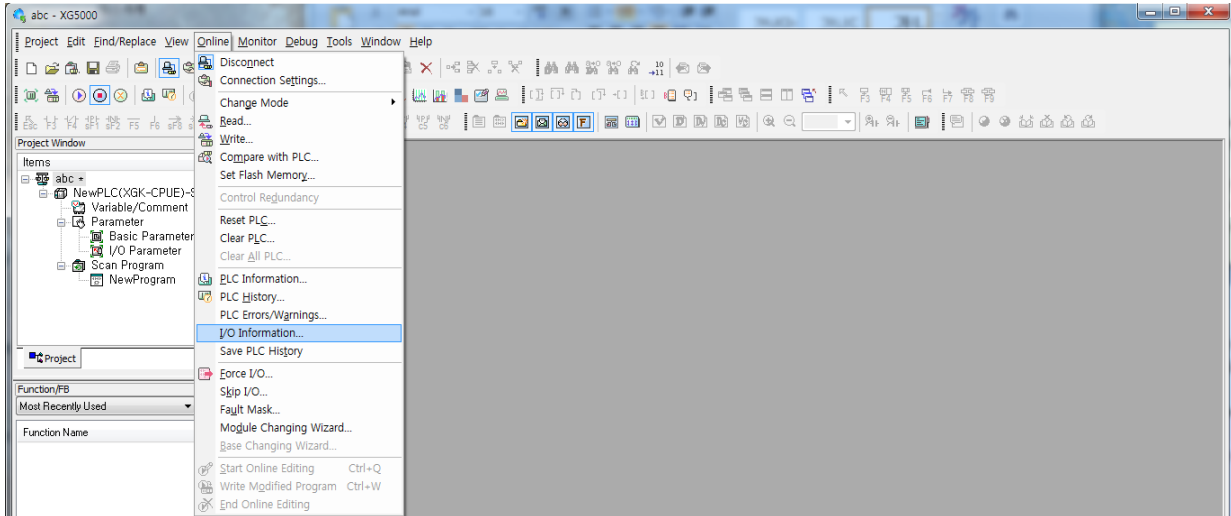 abc - XG5000
Project Edit Find/Replace View Online Monitor Debug Tools Window Help
Disconnect
Connection Settings...
Change Mode
Read...
Write...
Compare with PLC...
Set Flash Memory...
Control Redundancy
Reset PLC...
Clear PLC...
Clear All PLC...
PLC Information...
PLC History...
PLC Errors/Warnings...
I/O Information...
Save PLC History
Force I/O...
Skip I/O...
Fault Mask...
Module Changing Wizard...
Base Changing Wizard...
Start Online Editing Ctrl+Q
Write Modified Program Ctrl+W
End Online Editing
Project Window
Items
abc *
NewPLC(XGK-CPUE)-S
Variable/Comment
Parameter
Basic Parameter
I/O Parameter
Scan Program
NewProgram
Project
Function/FB
Most Recently Used
Function Name